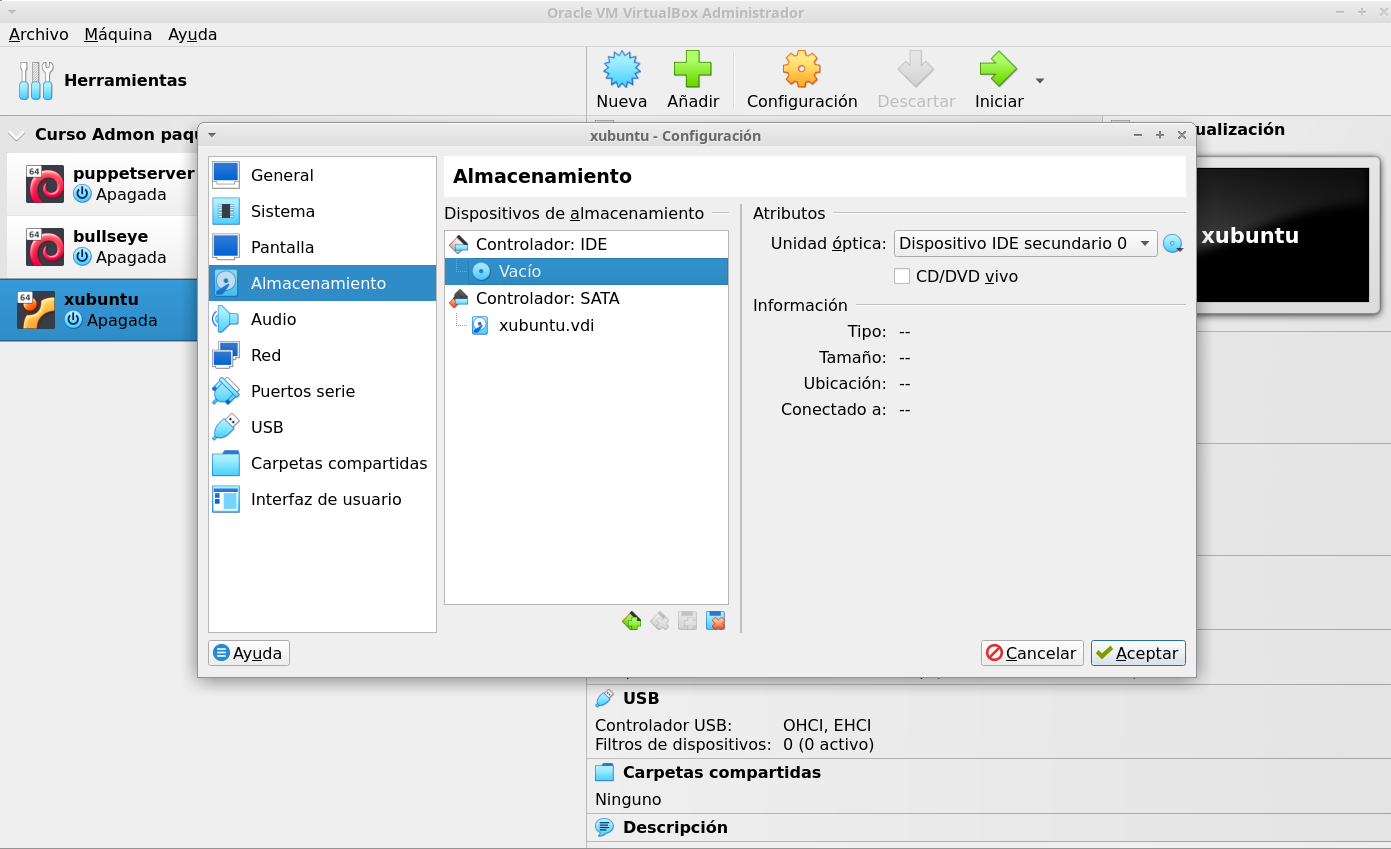 Oracle VM VirtualBox Administrador
Archivo Máquina Ayuda
Herramientas
Nueva Añadir Configuración Descartar Iniciar
Curso Admon
64
puppetserver
Apagada
64
bullseye
Apagada
64
xubuntu
Apagada
xubuntu - Configuración
General
Sistema
Pantalla
Almacenamiento
Audio
Red
Puertos serie
USB
Carpetas compartidas
Interfaz de usuario
Almacenamiento
Dispositivos de almacenamiento
Controlador: IDE
Vacío
Controlador: SATA
xubuntu.vdi
Atributos
Unidad óptica: Dispositivo IDE secundario 0
CD/DVD vivo
Información
Tipo: --
Tamaño: --
Ubicación: --
Conectado a: --
Ayuda
Cancelar
Aceptar
xubuntu
USB
Controlador USB: OHCI, EHCI
Filtros de dispositivos: 0 (0 activo)
Carpetas compartidas
Ninguno
Descripción